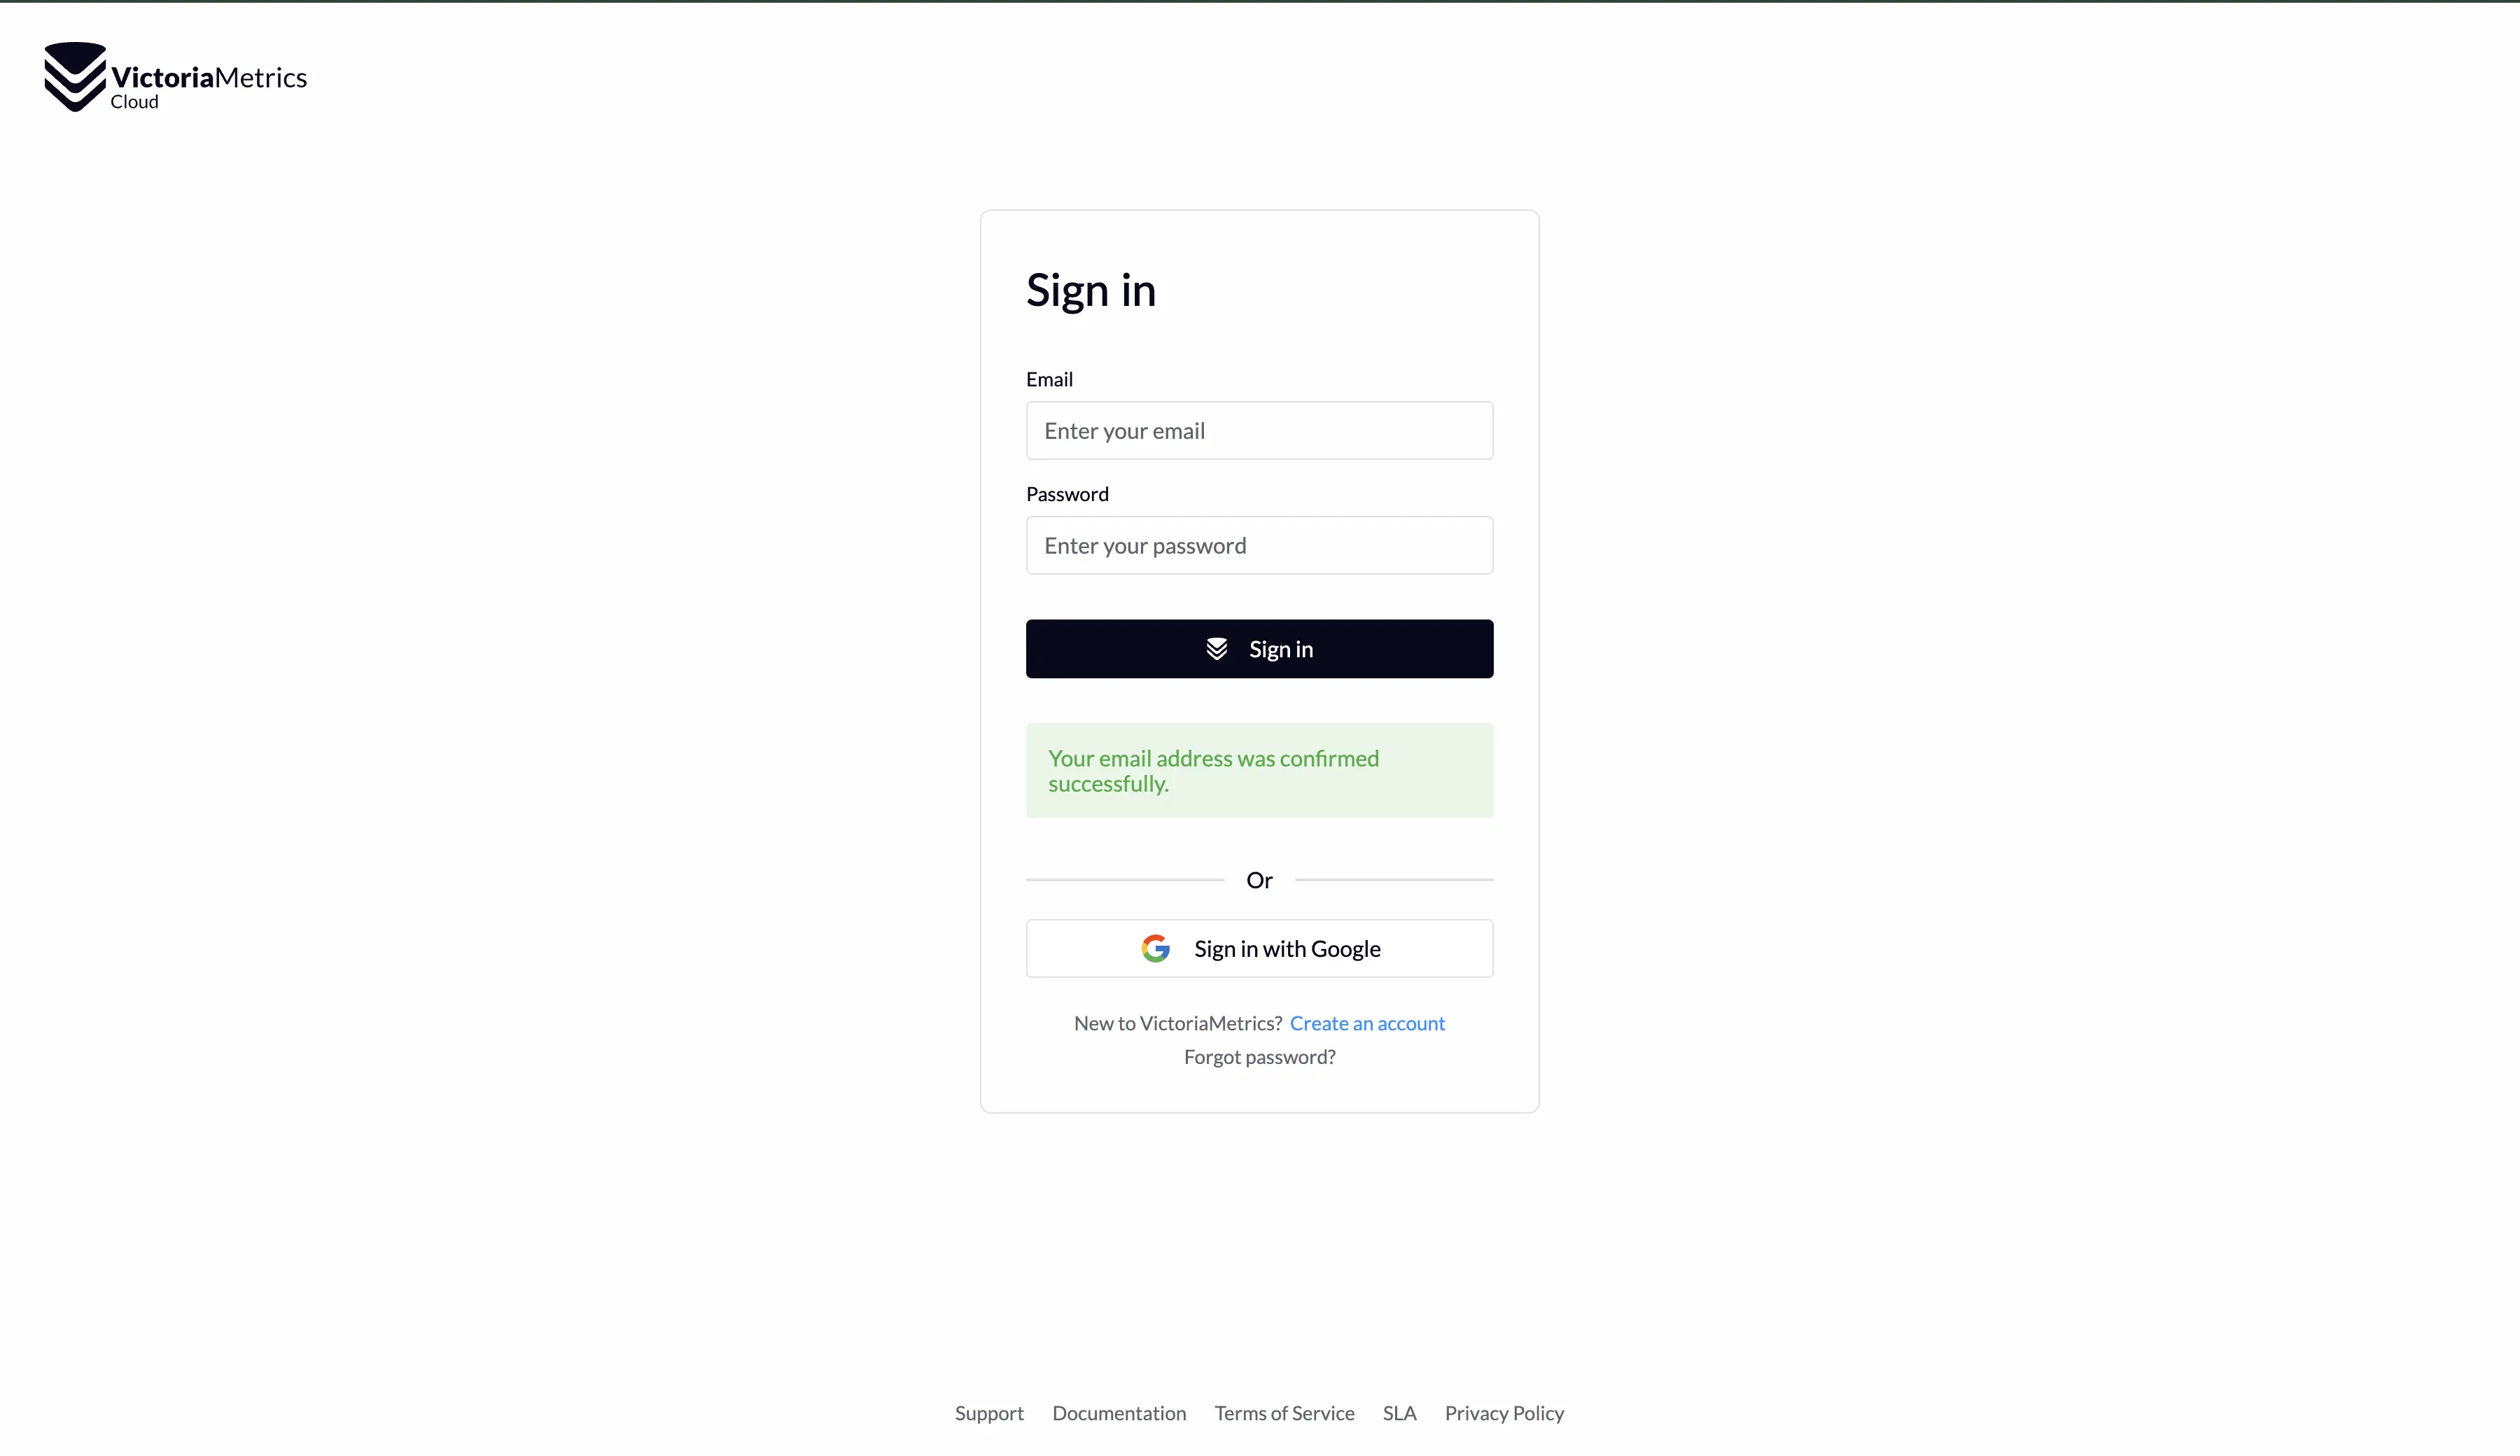 VictoriaMetrics
Cloud
Sign in
Email
Enter your email
Password
Enter your password
Sign in
Your email address was confirmed
successfully.
Or
Sign in with Google
New to VictoriaMetrics? Create an account
Forgot password?
Support Documentation Terms of Service SLA Privacy Policy